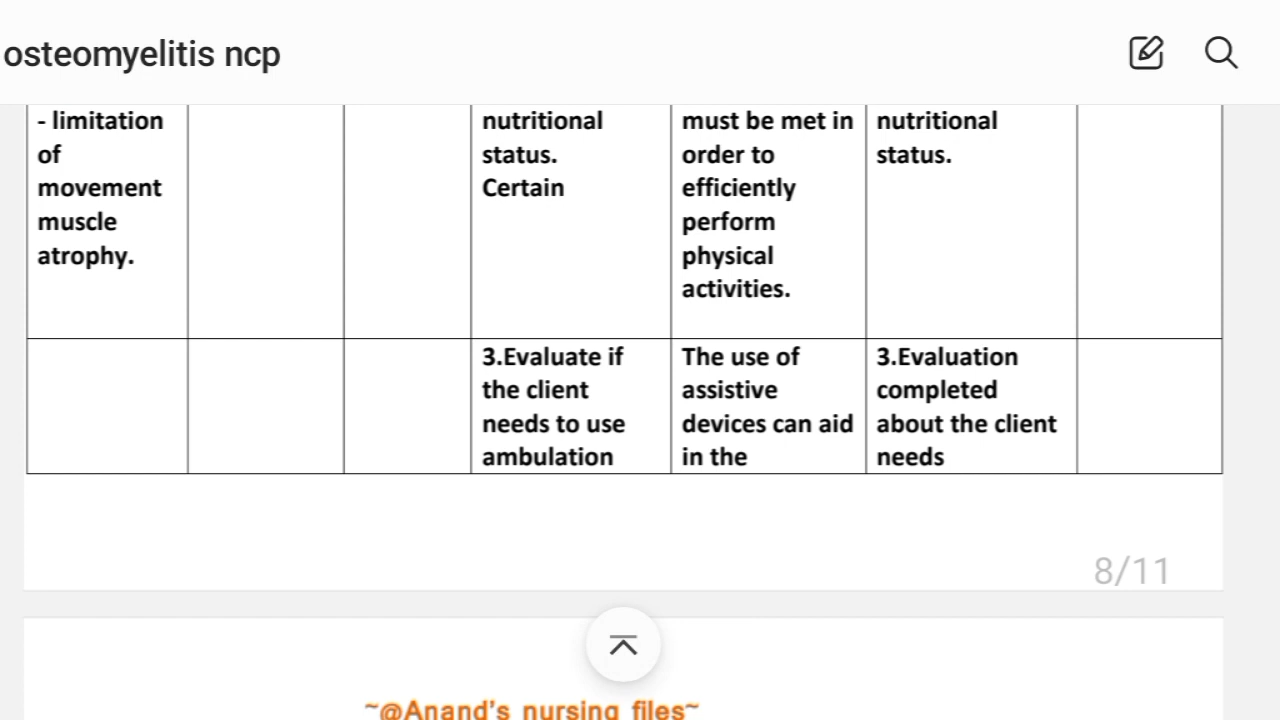 osteomyelitis ncp
- limitation
of
movement
muscle
atrophy.
nutritional
status.
Certain
must be met in
order to
efficiently
perform
physical
activities.
nutritional
status.
3.Evaluate if
the client
needs to use
ambulation
The use of
assistive
devices can aid
in the
3.Evaluation
completed
about the client
needs
8/11
~@Anand's nursing files~